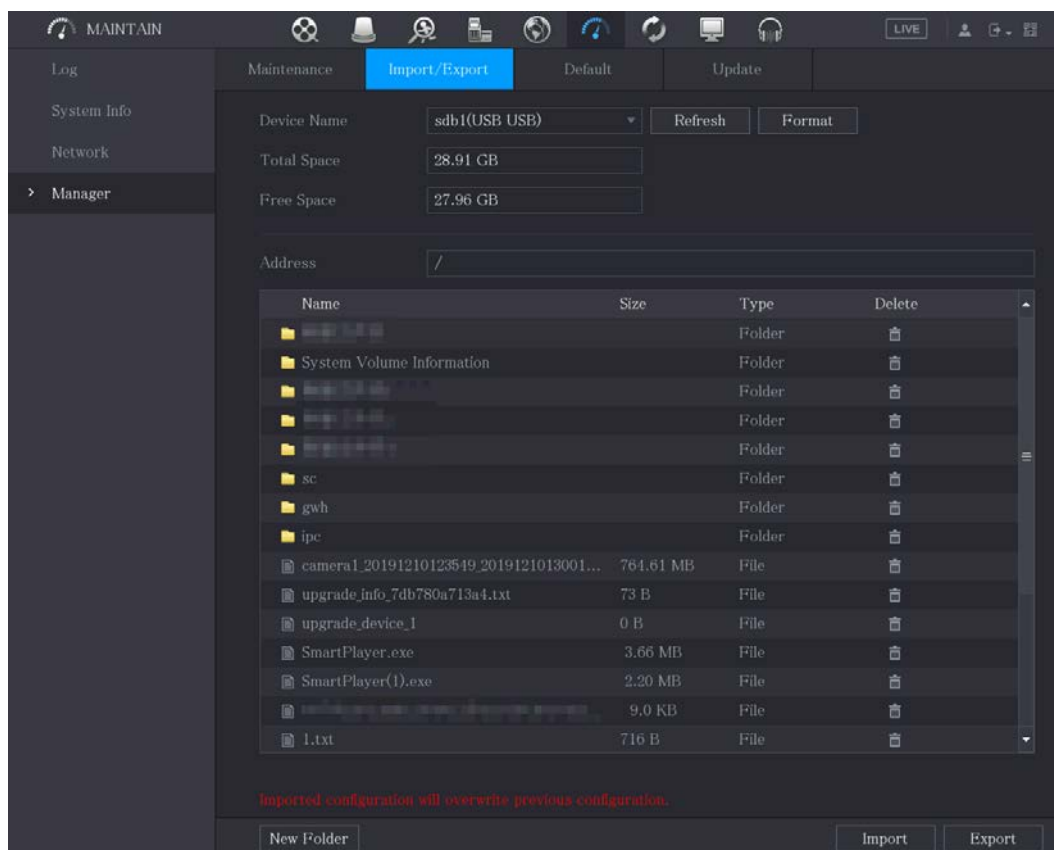 MAINTAIN
LIVE
Log
System Info
Network
Manager
Maintenance Import/Export Default Update
Device Name sdb1(USB USB) Refresh Format
Total Space 28.91 GB
Free Space 27.96 GB
Address /
Name Size Type Delete
Folder
System Volume Information Folder
Folder
Folder
Folder
sc Folder
gwh Folder
ipc Folder
camera1_20191210123549_2019121013001... 764.61 MB File
upgrade_info_7db780a713a4.txt 73 B File
upgrade_device_1 0 B File
SmartPlayer.exe 3.66 MB File
SmartPlayer(1).exe 2.20 MB File
9.0 KB File
1.txt 716 B File
Imported configuration will overwrite previous configuration.
New Folder Import Export